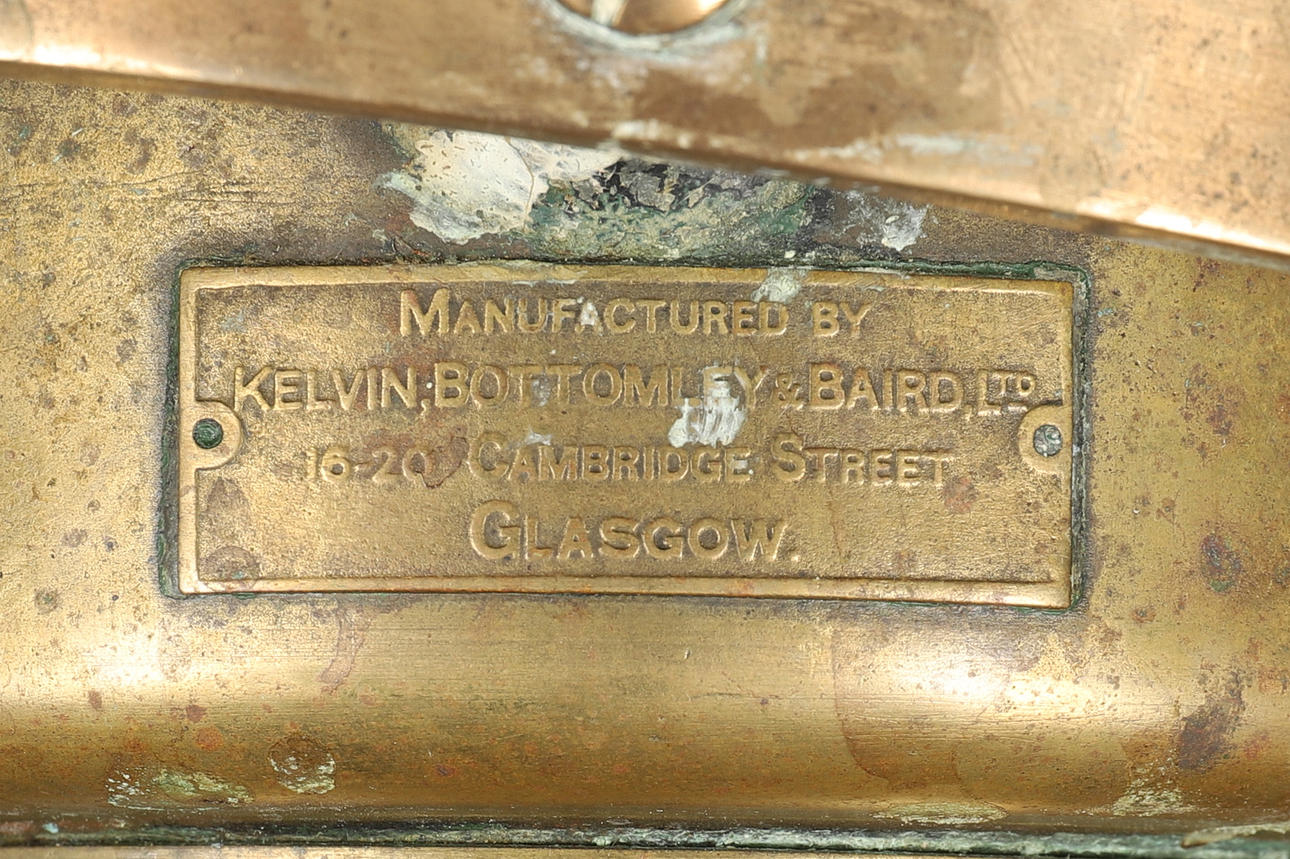 MANUFACTURED BY
KELVIN, BOTTOMLEY & BAIRD, LTD.
16-20 CAMBRIDGE STREET
GLASGOW.